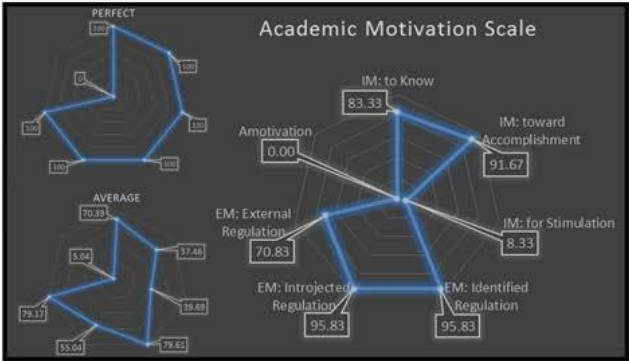 PERFECT
100
100
0
100
100
100
100
AVERAGE
70.39
57.46
5.04
39.69
79.17
55.04
79.61
Academic Motivation Scale
IM: to Know
83.33
IM: toward
Accomplishment
91.67
Amotivation
0.00
IM: for Stimulation
8.33
EM: External
Regulation
70.83
EM: Introjected
Regulation
95.83
EM: Identified
Regulation
95.83